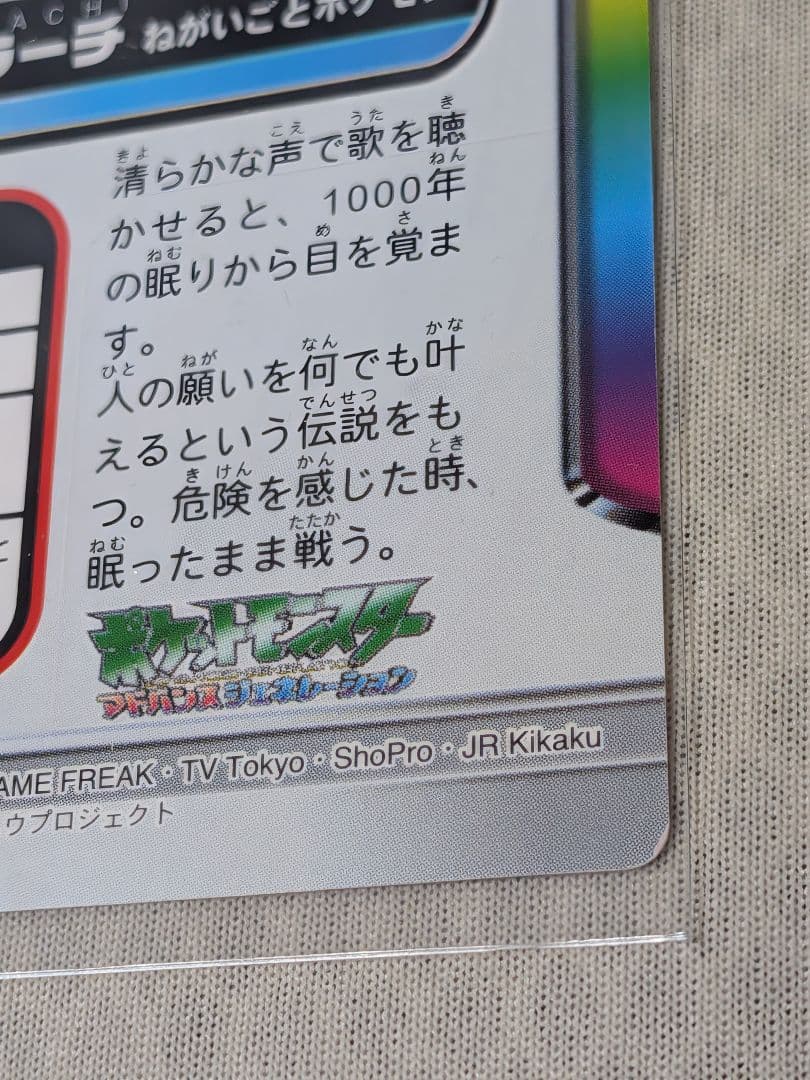 ACHI
ラーチ ねがいごとポケモン
清らかな声で歌を聴
かせると、1000年
の眠りから目を覚ま
す。
人の願いを何でも叶
えるという伝説をも
つ。危険を感じた時、
眠ったまま戦う。
ポケットモンスター
アドバンスジェネレーション
AME FREAK・TV Tokyo・ShoPro・JR Kikaku
ウプロジェクト